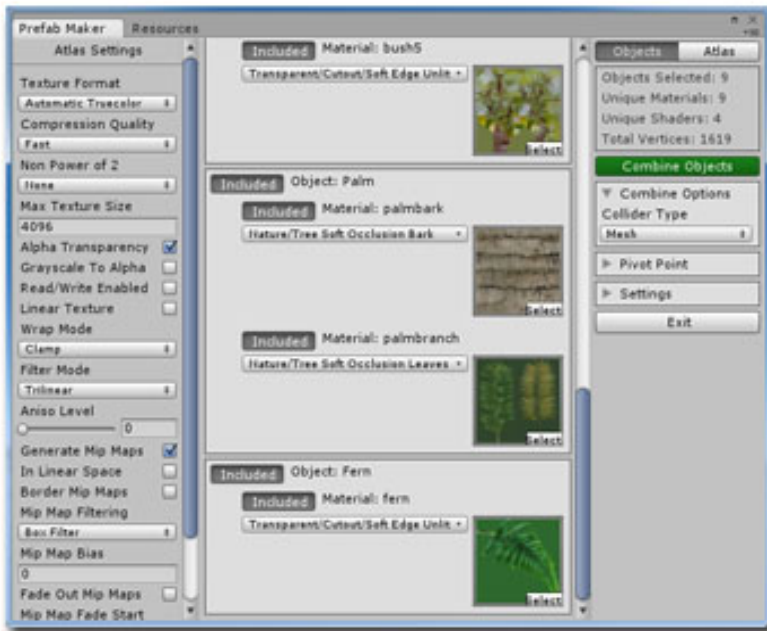 Prefab Maker
Resources
Atlas Settings
Texture Format
Automatic Truecolor
Compression Quality
Fast
Non Power of 2
None
Max Texture Size
4096
Alpha Transparency
Grayscale To Alpha
Read/Write Enabled
Linear Texture
Wrap Mode
Clamp
Filter Mode
Trilinear
Aniso Level
0
Generate Mip Maps
In Linear Space
Border Mip Maps
Mip Map Filtering
Box Filter
Mip Map Bias
0
Fade Out Mip Maps
Mip Map Fade Start
Included Material: bush5
Transparent/Cutout/Soft Edge Unlit
Select
Included Object: Palm
Included Material: palmbark
Nature/Tree Soft Occlusion Bark
Select
Included Material: palmbranch
Nature/Tree Soft Occlusion Leaves
Select
Included Object: Fern
Included Material: fern
Transparent/Cutout/Soft Edge Unlit
Select
Objects Atlas
Objects Selected: 9
Unique Materials: 9
Unique Shaders: 4
Total Vertices: 1619
Combine Objects
Combine Options
Collider Type
Mesh
Pivot Point
Settings
Exit